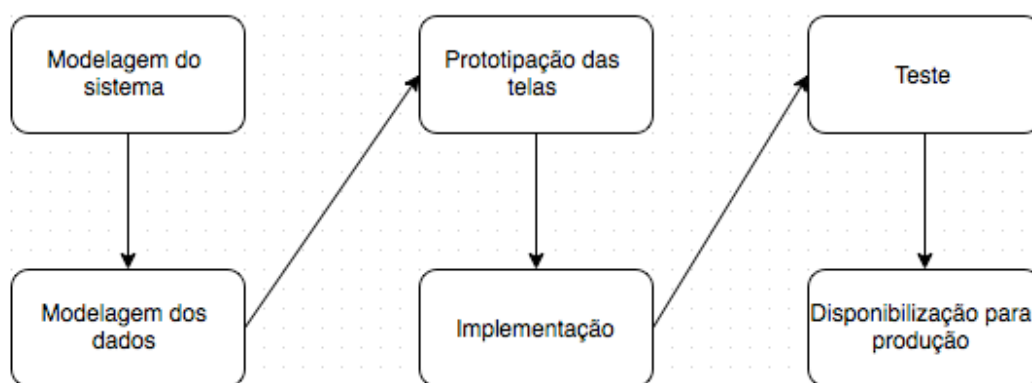 Modelagem do
sistema
Modelagem dos
dados
Prototipação das
telas
Implementação
Teste
Disponibilização para
produção